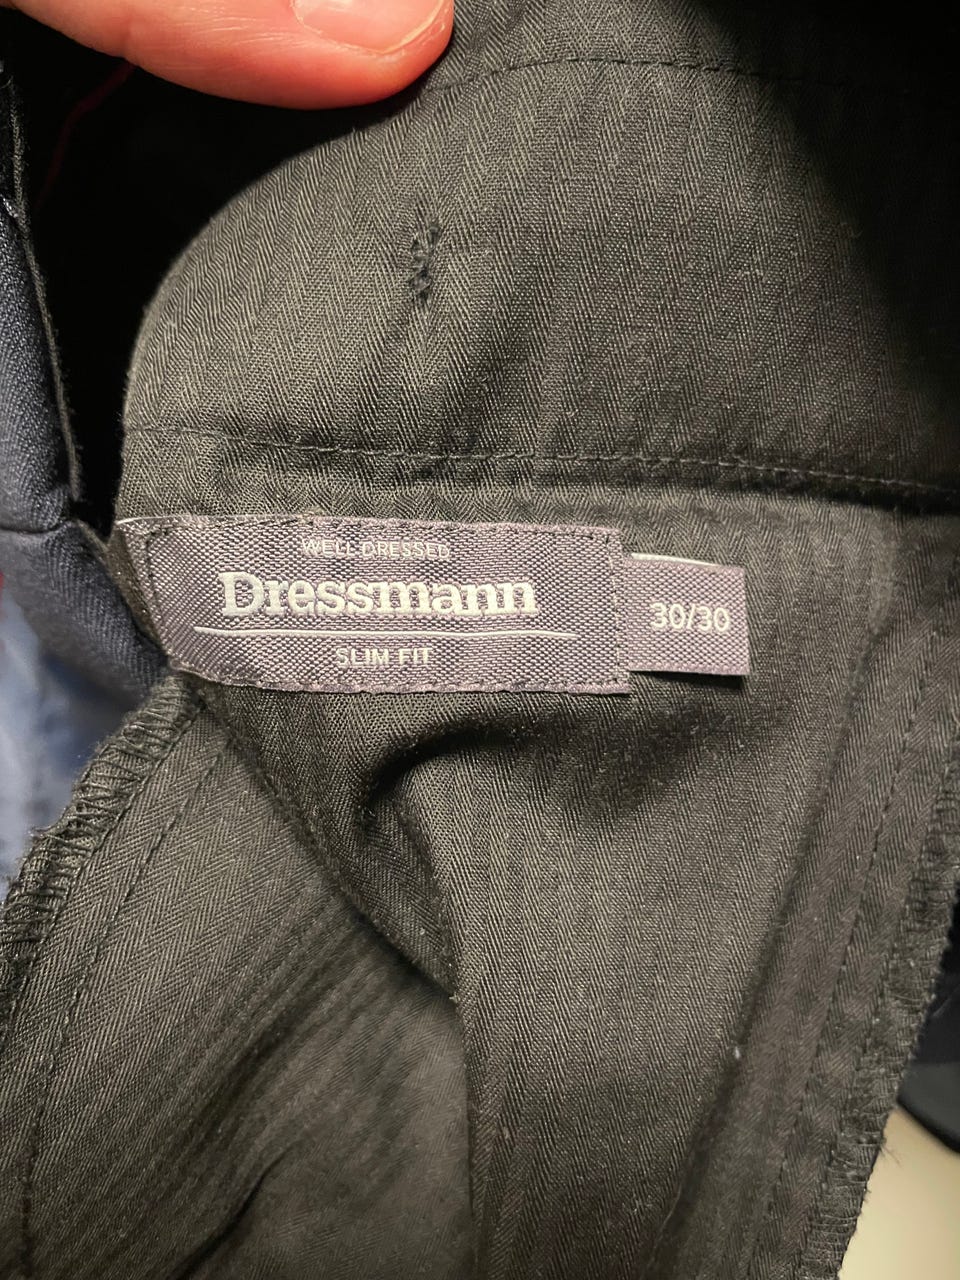 WELL DRESSED
Dressmann
SLIM FIT
30/30